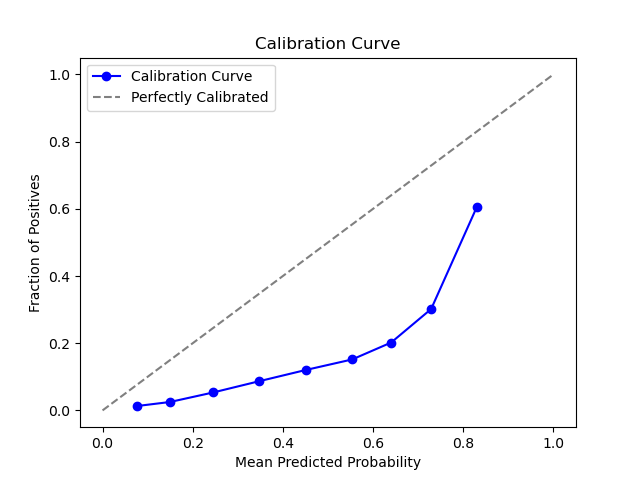 Calibration Curve
Calibration Curve
Perfectly Calibrated
1.0
0.8
0.6
0.4
0.2
0.0
Fraction of Positives
0.0 0.2 0.4 0.6 0.8 1.0
Mean Predicted Probability